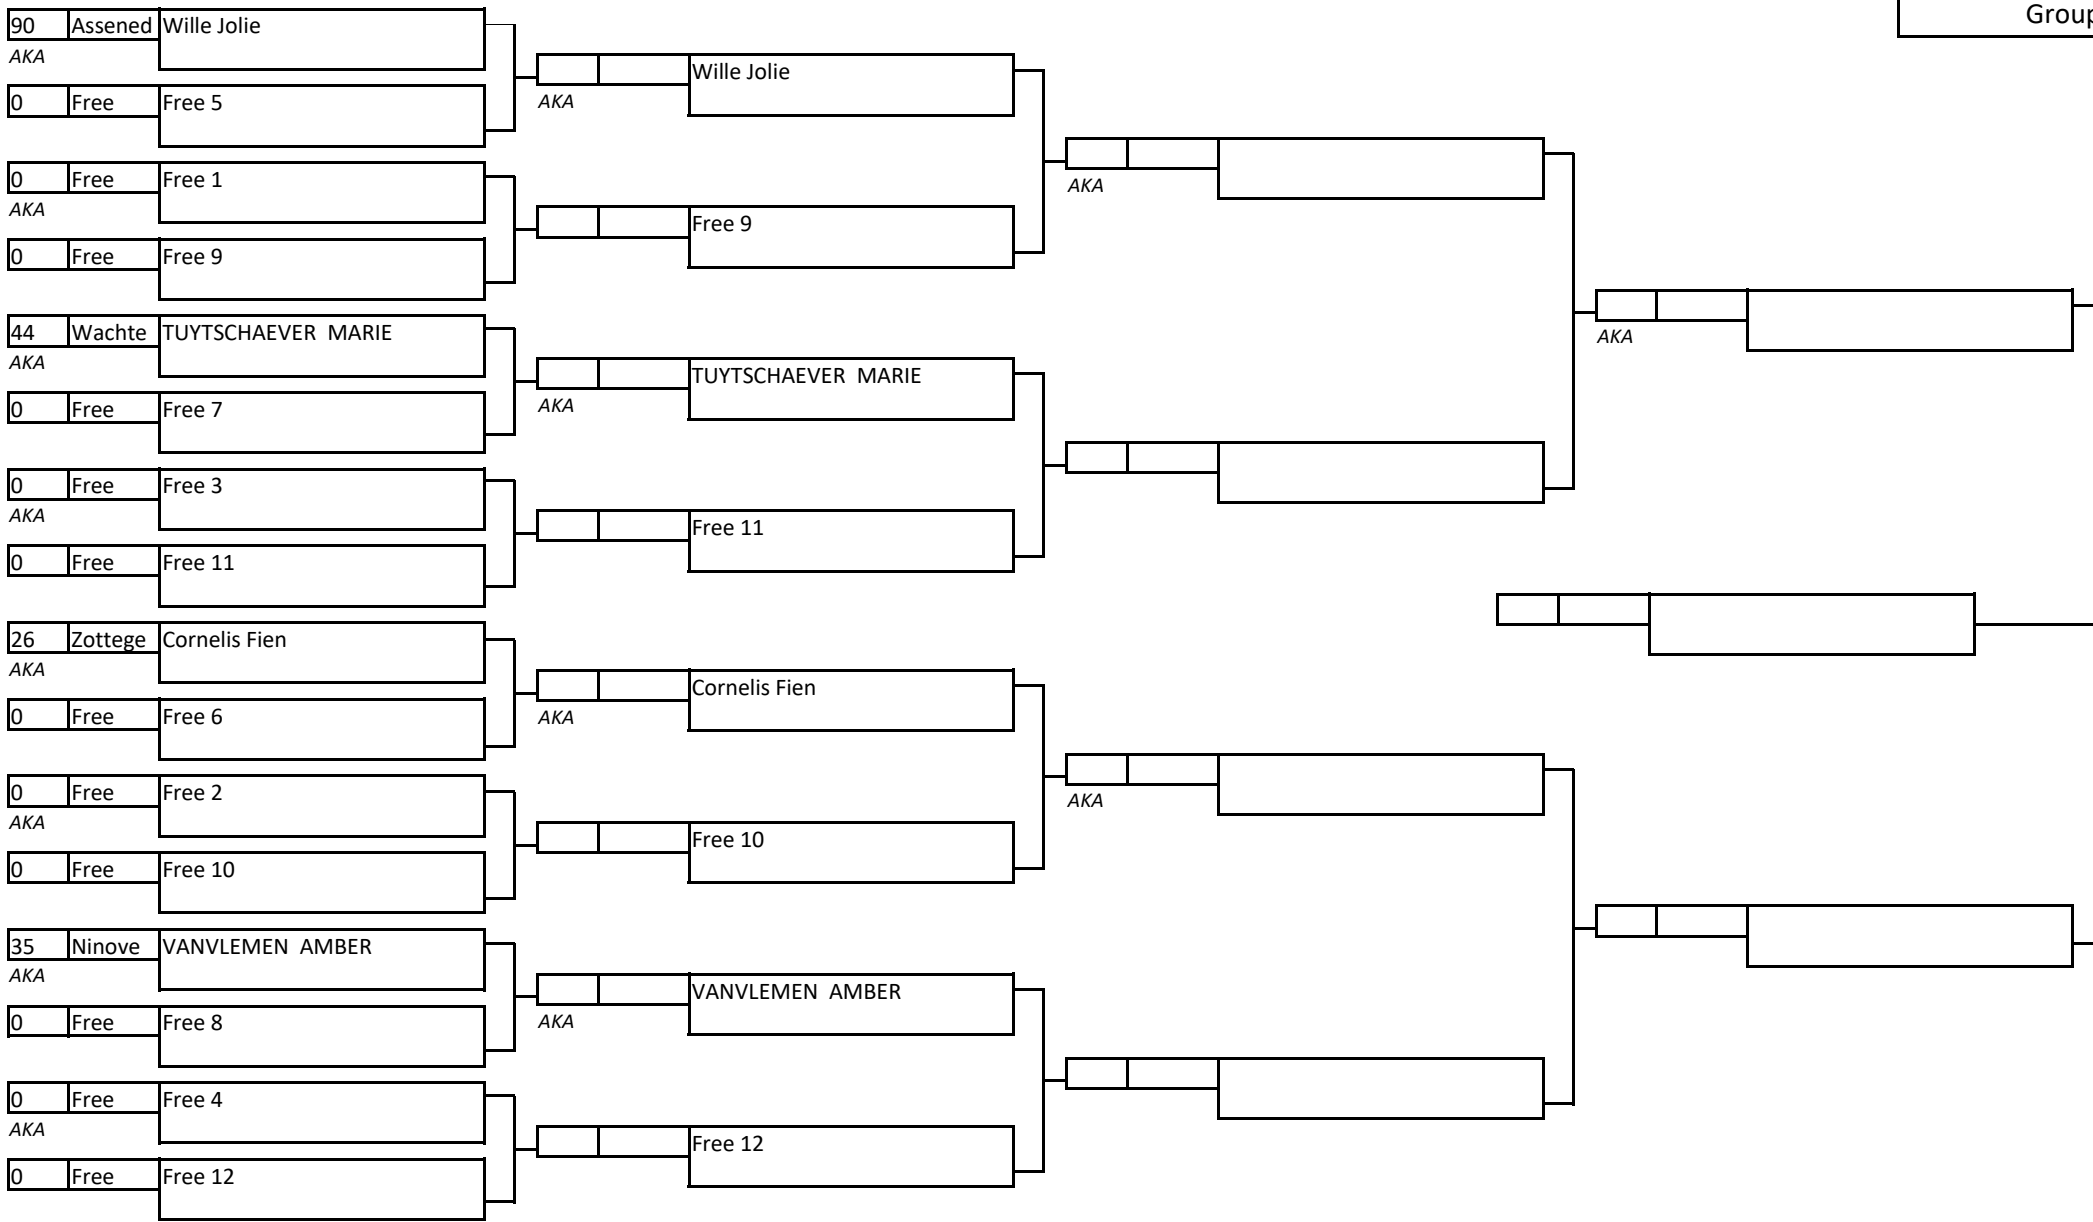 90 Assened Wille Jolie
AKA
0 Free Free 5
0 Free Free 1
AKA
0 Free Free 9
44 Wachte TUYTSCHAEVER MARIE
AKA
0 Free Free 7
0 Free Free 3
AKA
0 Free Free 11
26 Zottege Cornelis Fien
AKA
0 Free Free 6
0 Free Free 2
AKA
0 Free Free 10
35 Ninove VANVLEMEN AMBER
AKA
0 Free Free 8
0 Free Free 4
AKA
0 Free Free 12
Wille Jolie
AKA
Free 9
TUYTSCHAEVER MARIE
AKA
Free 11
Cornelis Fien
AKA
Free 10
VANVLEMEN AMBER
AKA
Free 12
AKA
AKA
AKA
Group